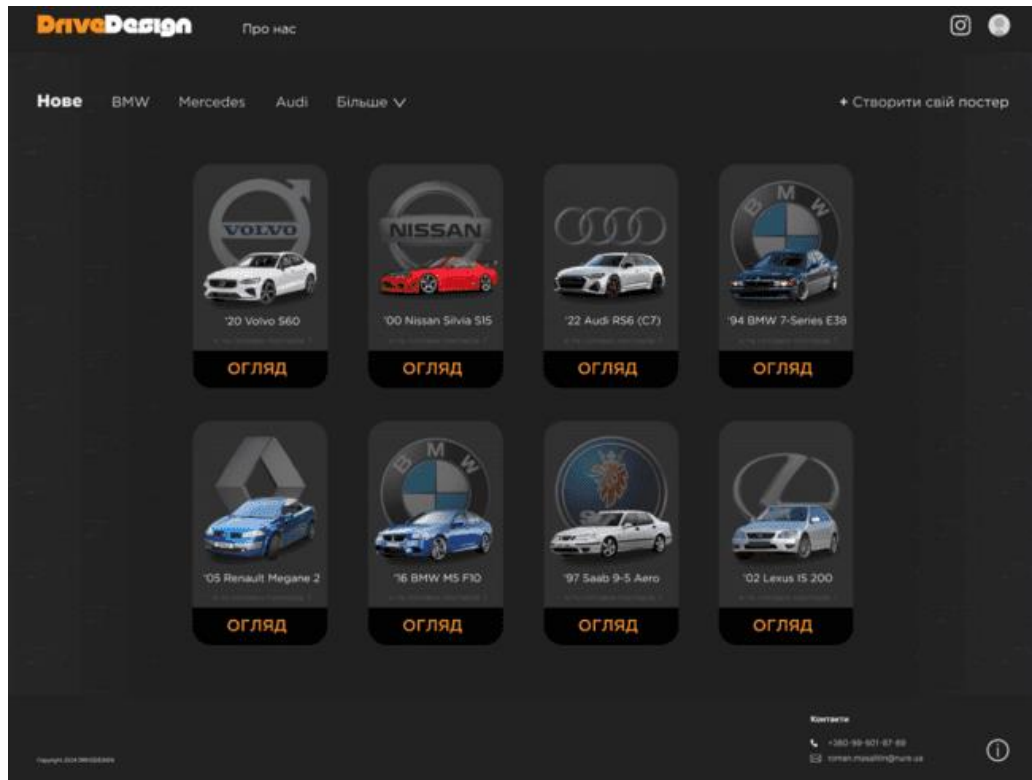 DriveDesign
Про нас
Нове BMW Mercedes Audi Більше
+ Створити свій постер
VOLVO
NISSAN
BMW
'20 Volvo S60
'00 Nissan Silvia S15
'22 Audi RS6 (C7)
'94 BMW 7-Series E38
ОГЛЯД
ОГЛЯД
ОГЛЯД
ОГЛЯД
BMW
'05 Renault Megane 2
'16 BMW M5 F10
'97 Saab 9-5 Aero
'02 Lexus IS 200
ОГЛЯД
ОГЛЯД
ОГЛЯД
ОГЛЯД
Контакти
Copyright 2024 DRIVEDESIGN